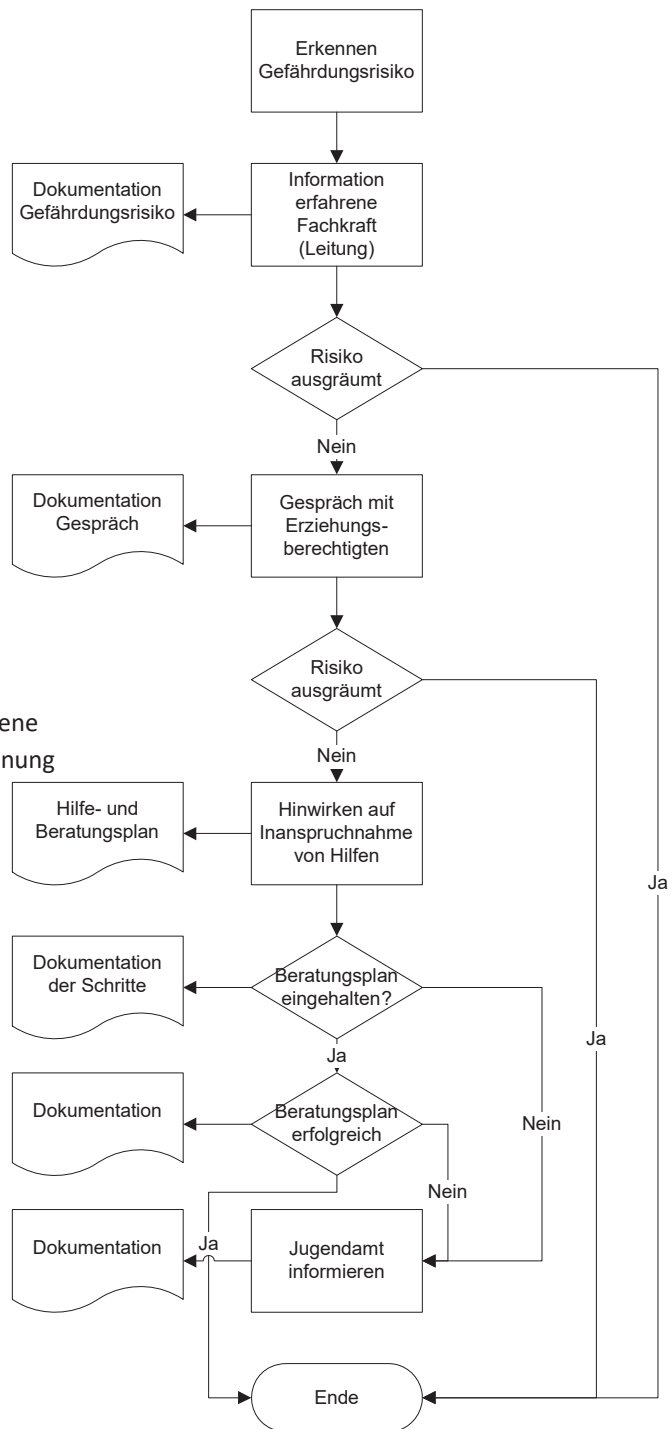 Erkennen
Gefährdungsrisiko
Dokumentation
Gefährdungsrisiko
Information
erfahrene
Fachkraft
(Leitung)
Risiko
ausgräumt
Nein
Dokumentation
Gespräch
Gespräch mit
Erziehungs-
berechtigten
Risiko
ausgräumt
ene
nung
Nein
Hilfe- und
Beratungsplan
Hinwirken auf
Inanspruchnahme
von Hilfen
Ja
Dokumentation
der Schritte
Beratungsplan
eingehalten?
Ja
Ja
Dokumentation
Beratungsplan
erfolgreich
Nein
Nein
Dokumentation
Ja
Jugendamt
informieren
Ende